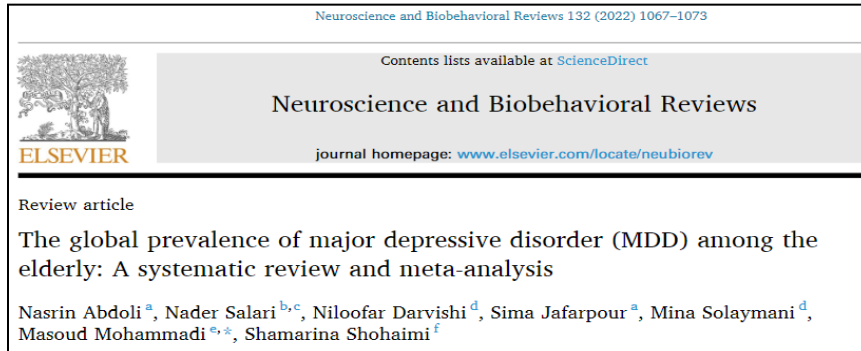 Neuroscience and Biobehavioral Reviews 132 (2022) 1067–1073
Contents lists available at ScienceDirect
Neuroscience and Biobehavioral Reviews
ELSEVIER
journal homepage: www.elsevier.com/locate/neubiorev
Review article
The global prevalence of major depressive disorder (MDD) among the
elderly: A systematic review and meta-analysis
Nasrin Abdoli a, Nader Salari b,c, Niloofar Darvishi d, Sima Jafarpour a, Mina Solaymani d,
Masoud Mohammadi e,*, Shamarina Shohaimi f